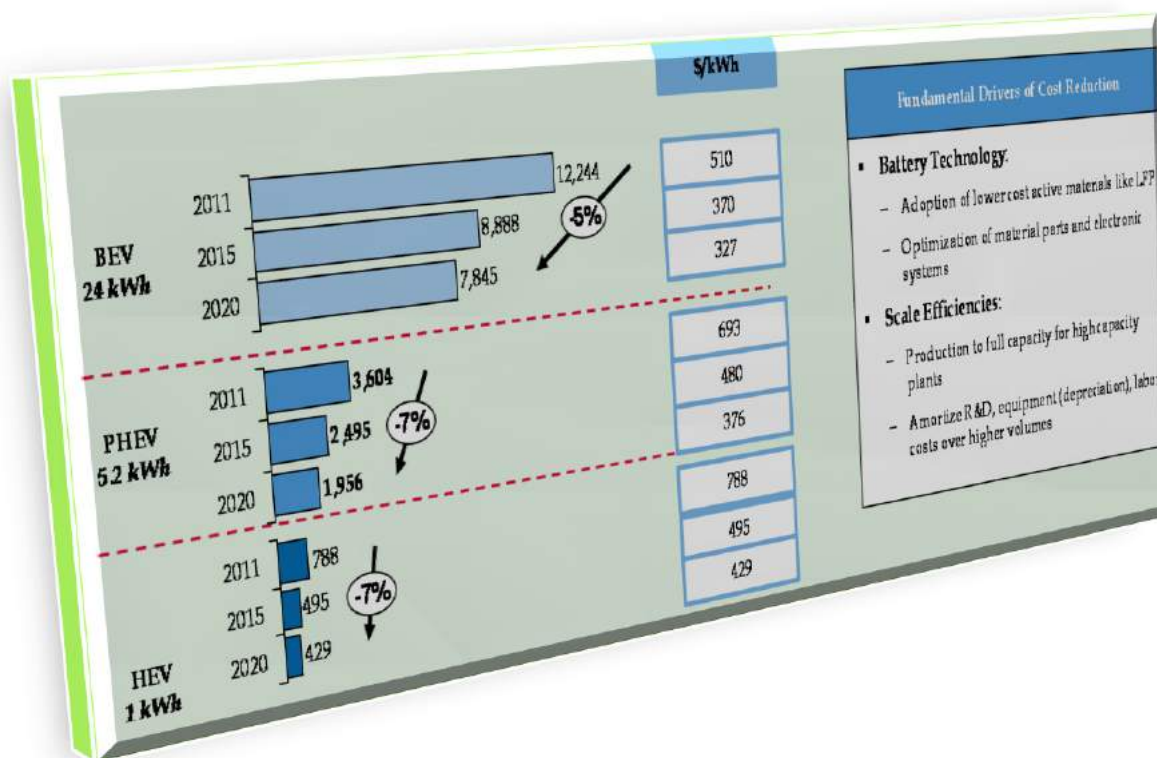 $/kWh
BEV
24 kWh
2011
12,244
2015
8,888
2020
7,845
-5%
510
370
327
PHEV
5.2 kWh
2011
3,604
2015
2,495
2020
1,956
-7%
693
480
376
HEV
1 kWh
2011
788
2015
495
2020
429
-7%
788
495
429
Fundamental Drivers of Cost Reduction
▪ Battery Technology:
– Adoption of lower cost active materials like LFP
– Optimization of material parts and electronic
systems
▪ Scale Efficiencies:
– Production to full capacity for high capacity
plants
– Amortize R&D, equipment (depreciation), labor
costs over higher volumes